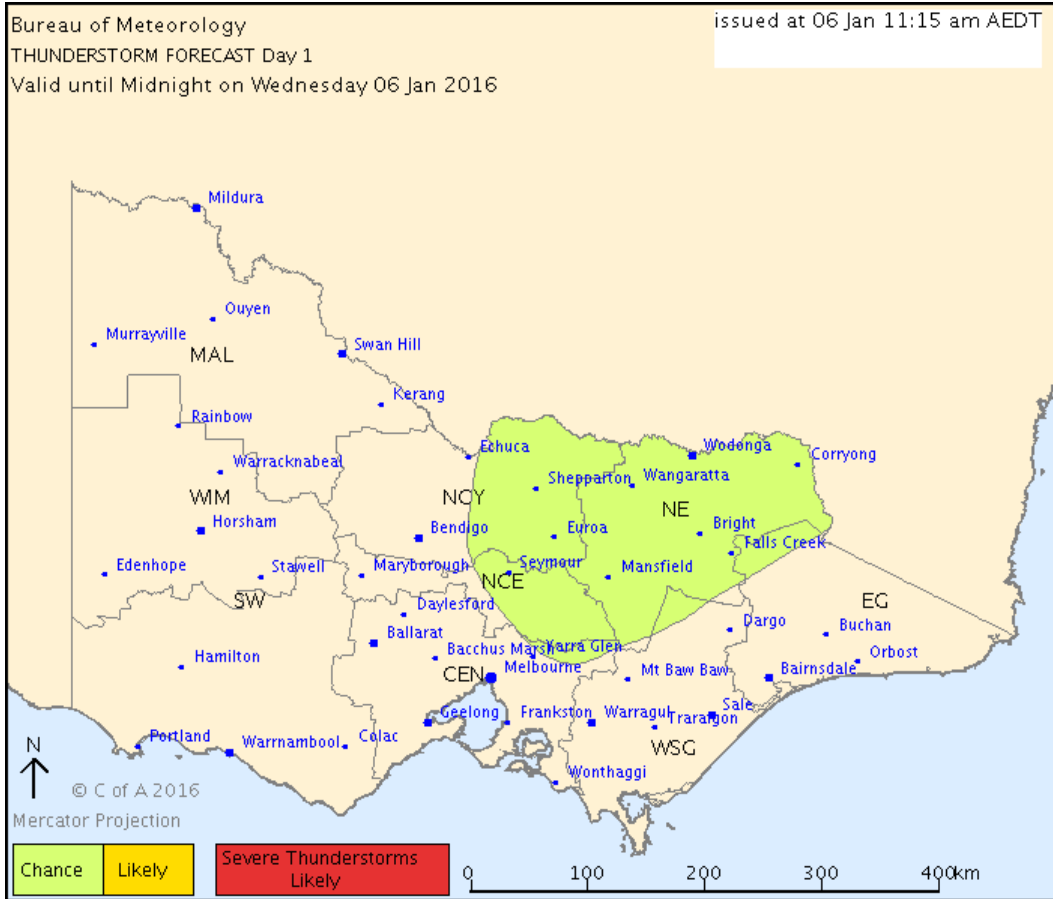 Bureau of Meteorology
issued at 06 Jan 11:15 am AEDT
THUNDERSTORM FORECAST Day 1
Valid until Midnight on Wednesday 06 Jan 2016
Mildura
Ouyen
Murrayville
MAL
Swan Hill
Kerang
Rainbow
Echuca
Wodonga
Corryong
Warracknabeal
Shepparton
Wangaratta
WIM
NCY
NE
Horsham
Bendigo
Euroa
Bright
Falls Creek
Edenhope
Stawell
Maryborough
Seymour
NCE
Mansfield
SW
EG
Daylesford
Dargo
Buchan
Ballarat
Bacchus Marsh
Yarra Glen
Orbost
Hamilton
CEN
Melbourne
Mt Baw Baw
Bairnsdale
Geelong
Frankston
Warragul
Traralgon
Sale
Portland
Warrnambool
Colac
WSG
N
Wonthaggi
© C of A 2016
Mercator Projection
Chance
Likely
Severe Thunderstorms
Likely
0 100 200 300 400km